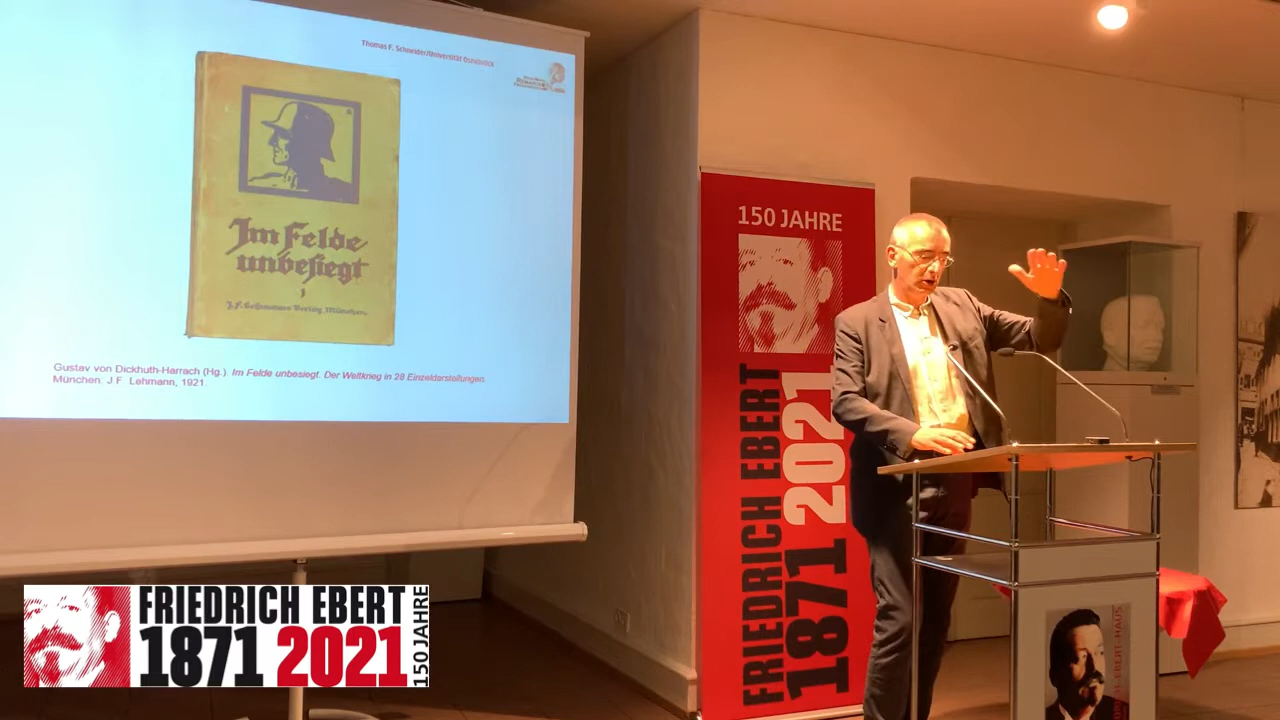 Thomas F. Schneider/Universität Osnabrück
Im Felde
unbesiegt
J.F. Lehmanns Verlag, München.
Gustav von Dickhuth-Harrach (Hg.). Im Felde unbesiegt. Der Weltkrieg in 28 Einzeldarstellungen.
München: J.F. Lehmann, 1921.
150 JAHRE
FRIEDRICH EBERT
1871 2021
FRIEDRICH EBERT
1871 2021
150 JAHRE